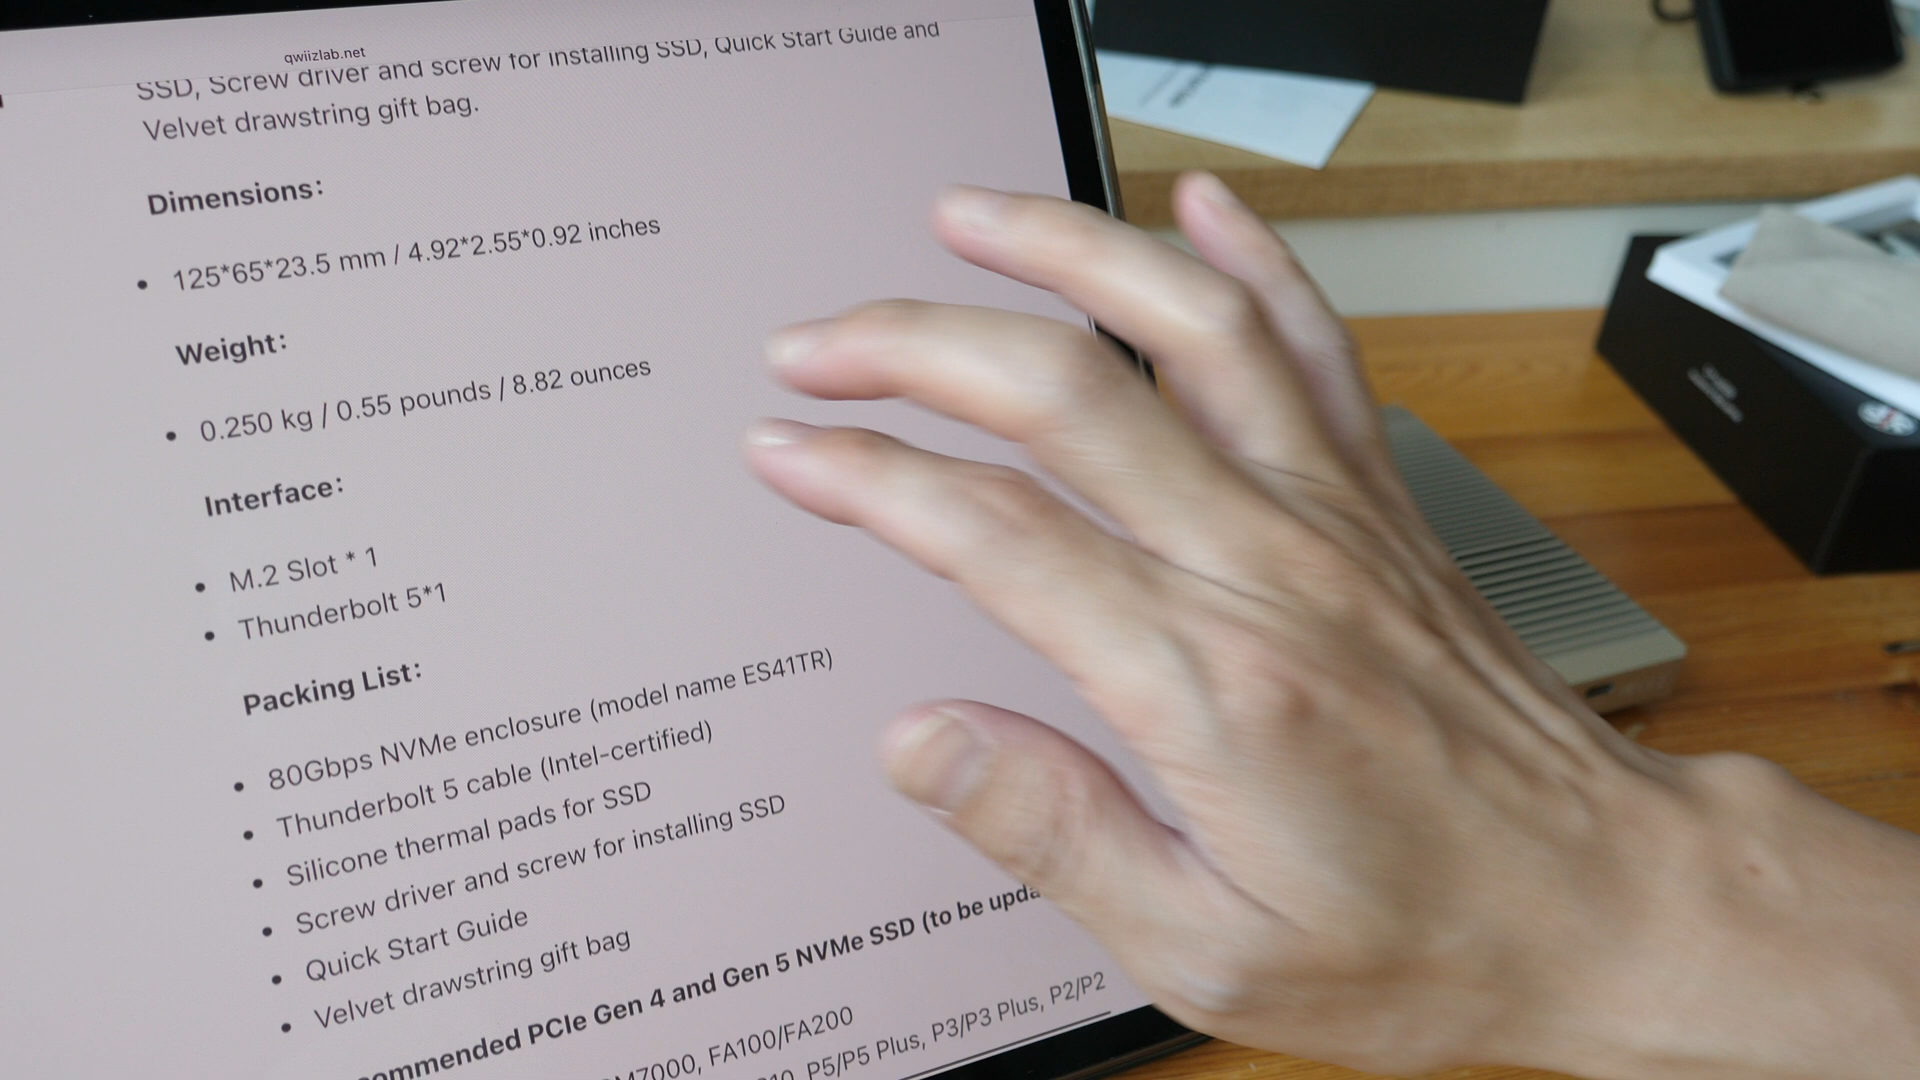 qwiizlab.net
SSD, Screw driver and screw for installing SSD, Quick Start Guide and
Velvet drawstring gift bag.
Dimensions:
• 125*65*23.5 mm / 4.92*2.55*0.92 inches
Weight:
• 0.250 kg / 0.55 pounds / 8.82 ounces
Interface:
• M.2 Slot * 1
• Thunderbolt 5*1
Packing List:
• 80Gbps NVMe enclosure (model name ES41TR)
• Thunderbolt 5 cable (Intel-certified)
• Silicone thermal pads for SSD
• Screw driver and screw for installing SSD
• Quick Start Guide
• Velvet drawstring gift bag
PCIe Gen 4 and Gen 5 NVMe SSD (to be
FA100/FA200
P5/P5 Plus, P3/P3 Plus, P2/P2